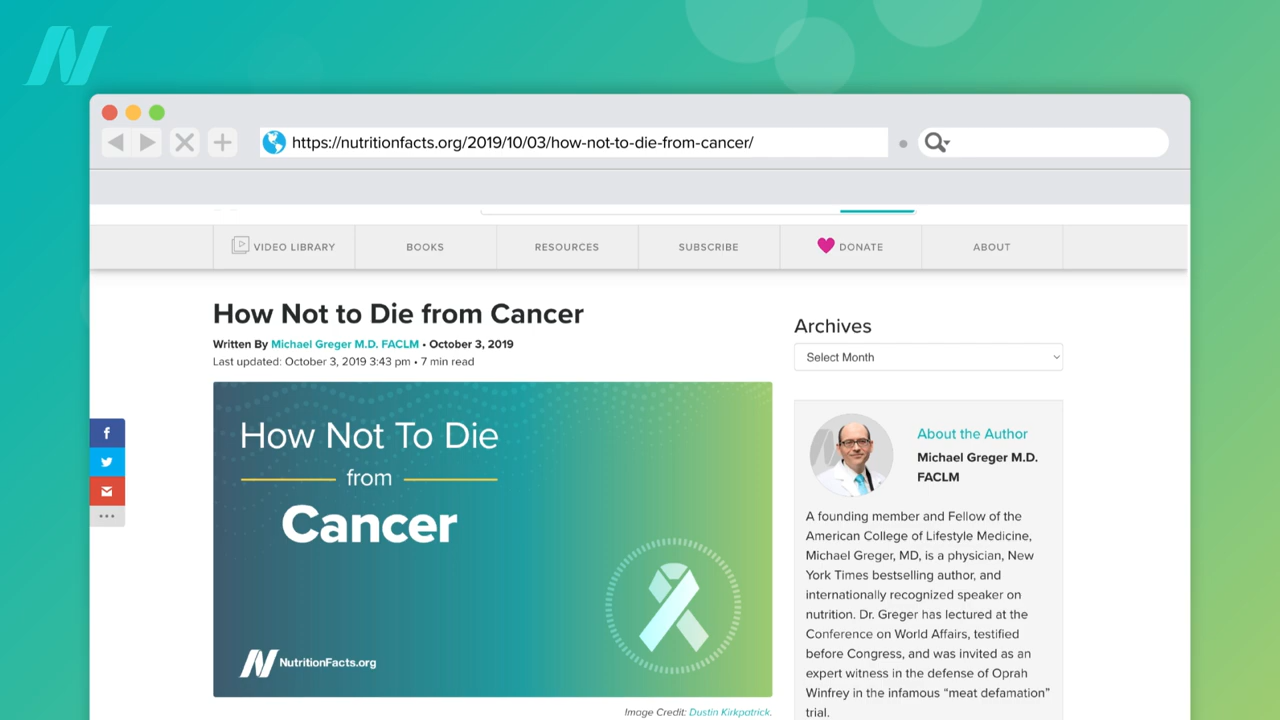 https://nutritionfacts.org/2019/10/03/how-not-to-die-from-cancer/
VIDEO LIBRARY
BOOKS
RESOURCES
SUBSCRIBE
DONATE
ABOUT
How Not to Die from Cancer
Written By Michael Greger M.D. FACLM • October 3, 2019
Last updated: October 3, 2019 3:43 pm • 7 min read
How Not To Die
from
Cancer
NutritionFacts.org
Image Credit: Dustin Kirkpatrick.
Archives
Select Month
About the Author
Michael Greger M.D.
FACLM
A founding member and Fellow of the
American College of Lifestyle Medicine,
Michael Greger, MD, is a physician, New
York Times bestselling author, and
internationally recognized speaker on
nutrition. Dr. Greger has lectured at the
Conference on World Affairs, testified
before Congress, and was invited as an
expert witness in the defense of Oprah
Winfrey in the infamous “meat defamation”
trial.